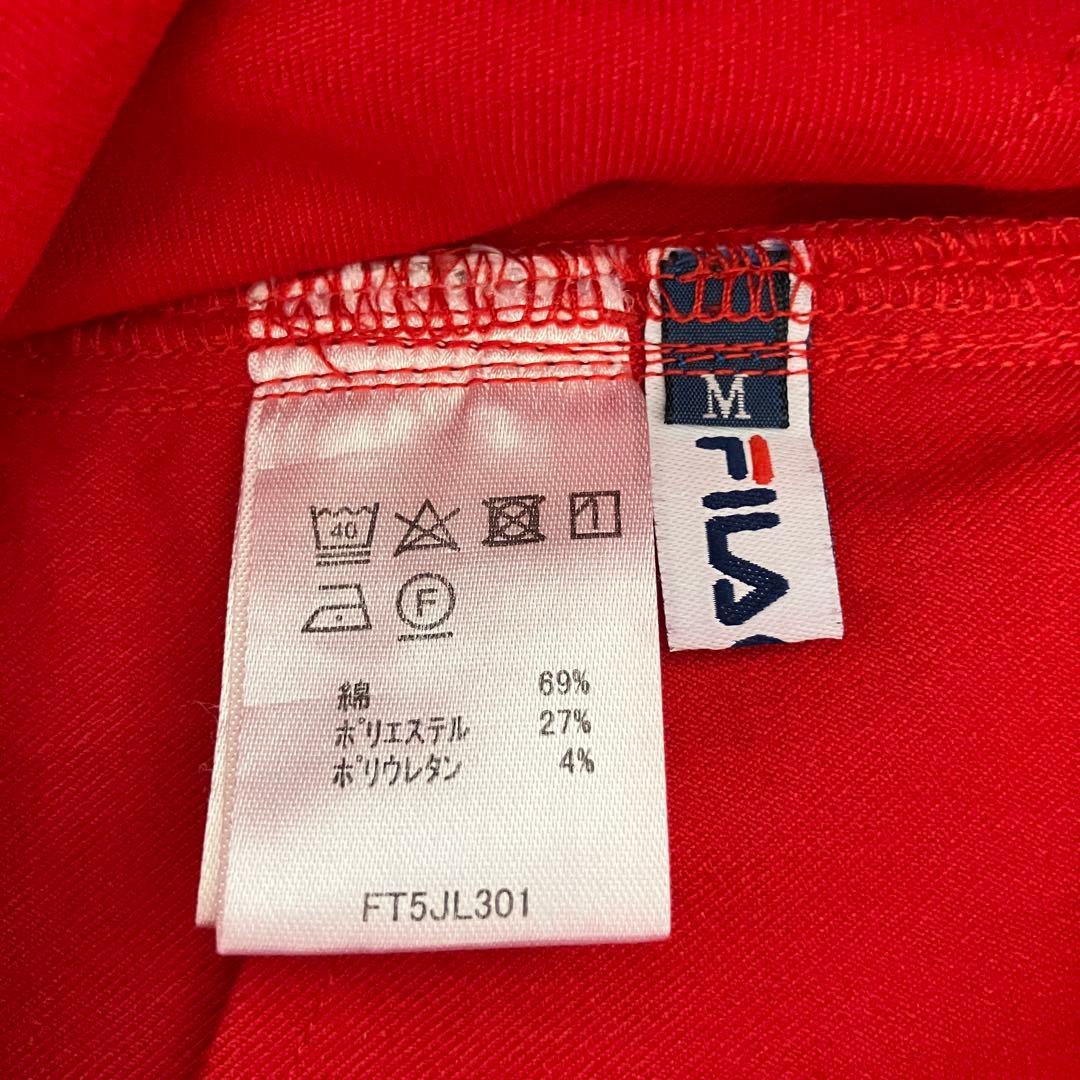 M
FILA
40
F
綿 69%
ポリエステル 27%
ポリウレタン 4%
FT5JL301